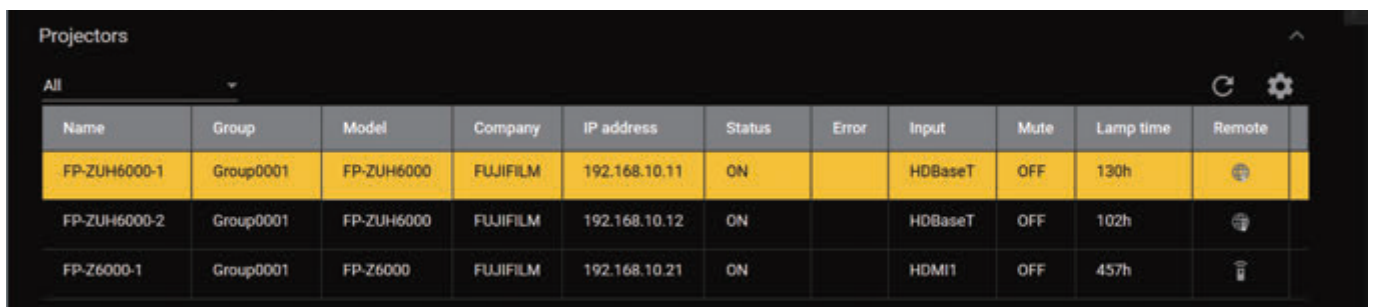 Projectors
All
Name Group Model Company IP address Status Error Input Mute Lamp time Remote
FP-ZUH6000-1 Group0001 FP-ZUH6000 FUJIFILM 192.168.10.11 ON HDBaseT OFF 130h
FP-ZUH6000-2 Group0001 FP-ZUH6000 FUJIFILM 192.168.10.12 ON HDBaseT OFF 102h
FP-Z6000-1 Group0001 FP-Z6000 FUJIFILM 192.168.10.21 ON HDMI1 OFF 457h